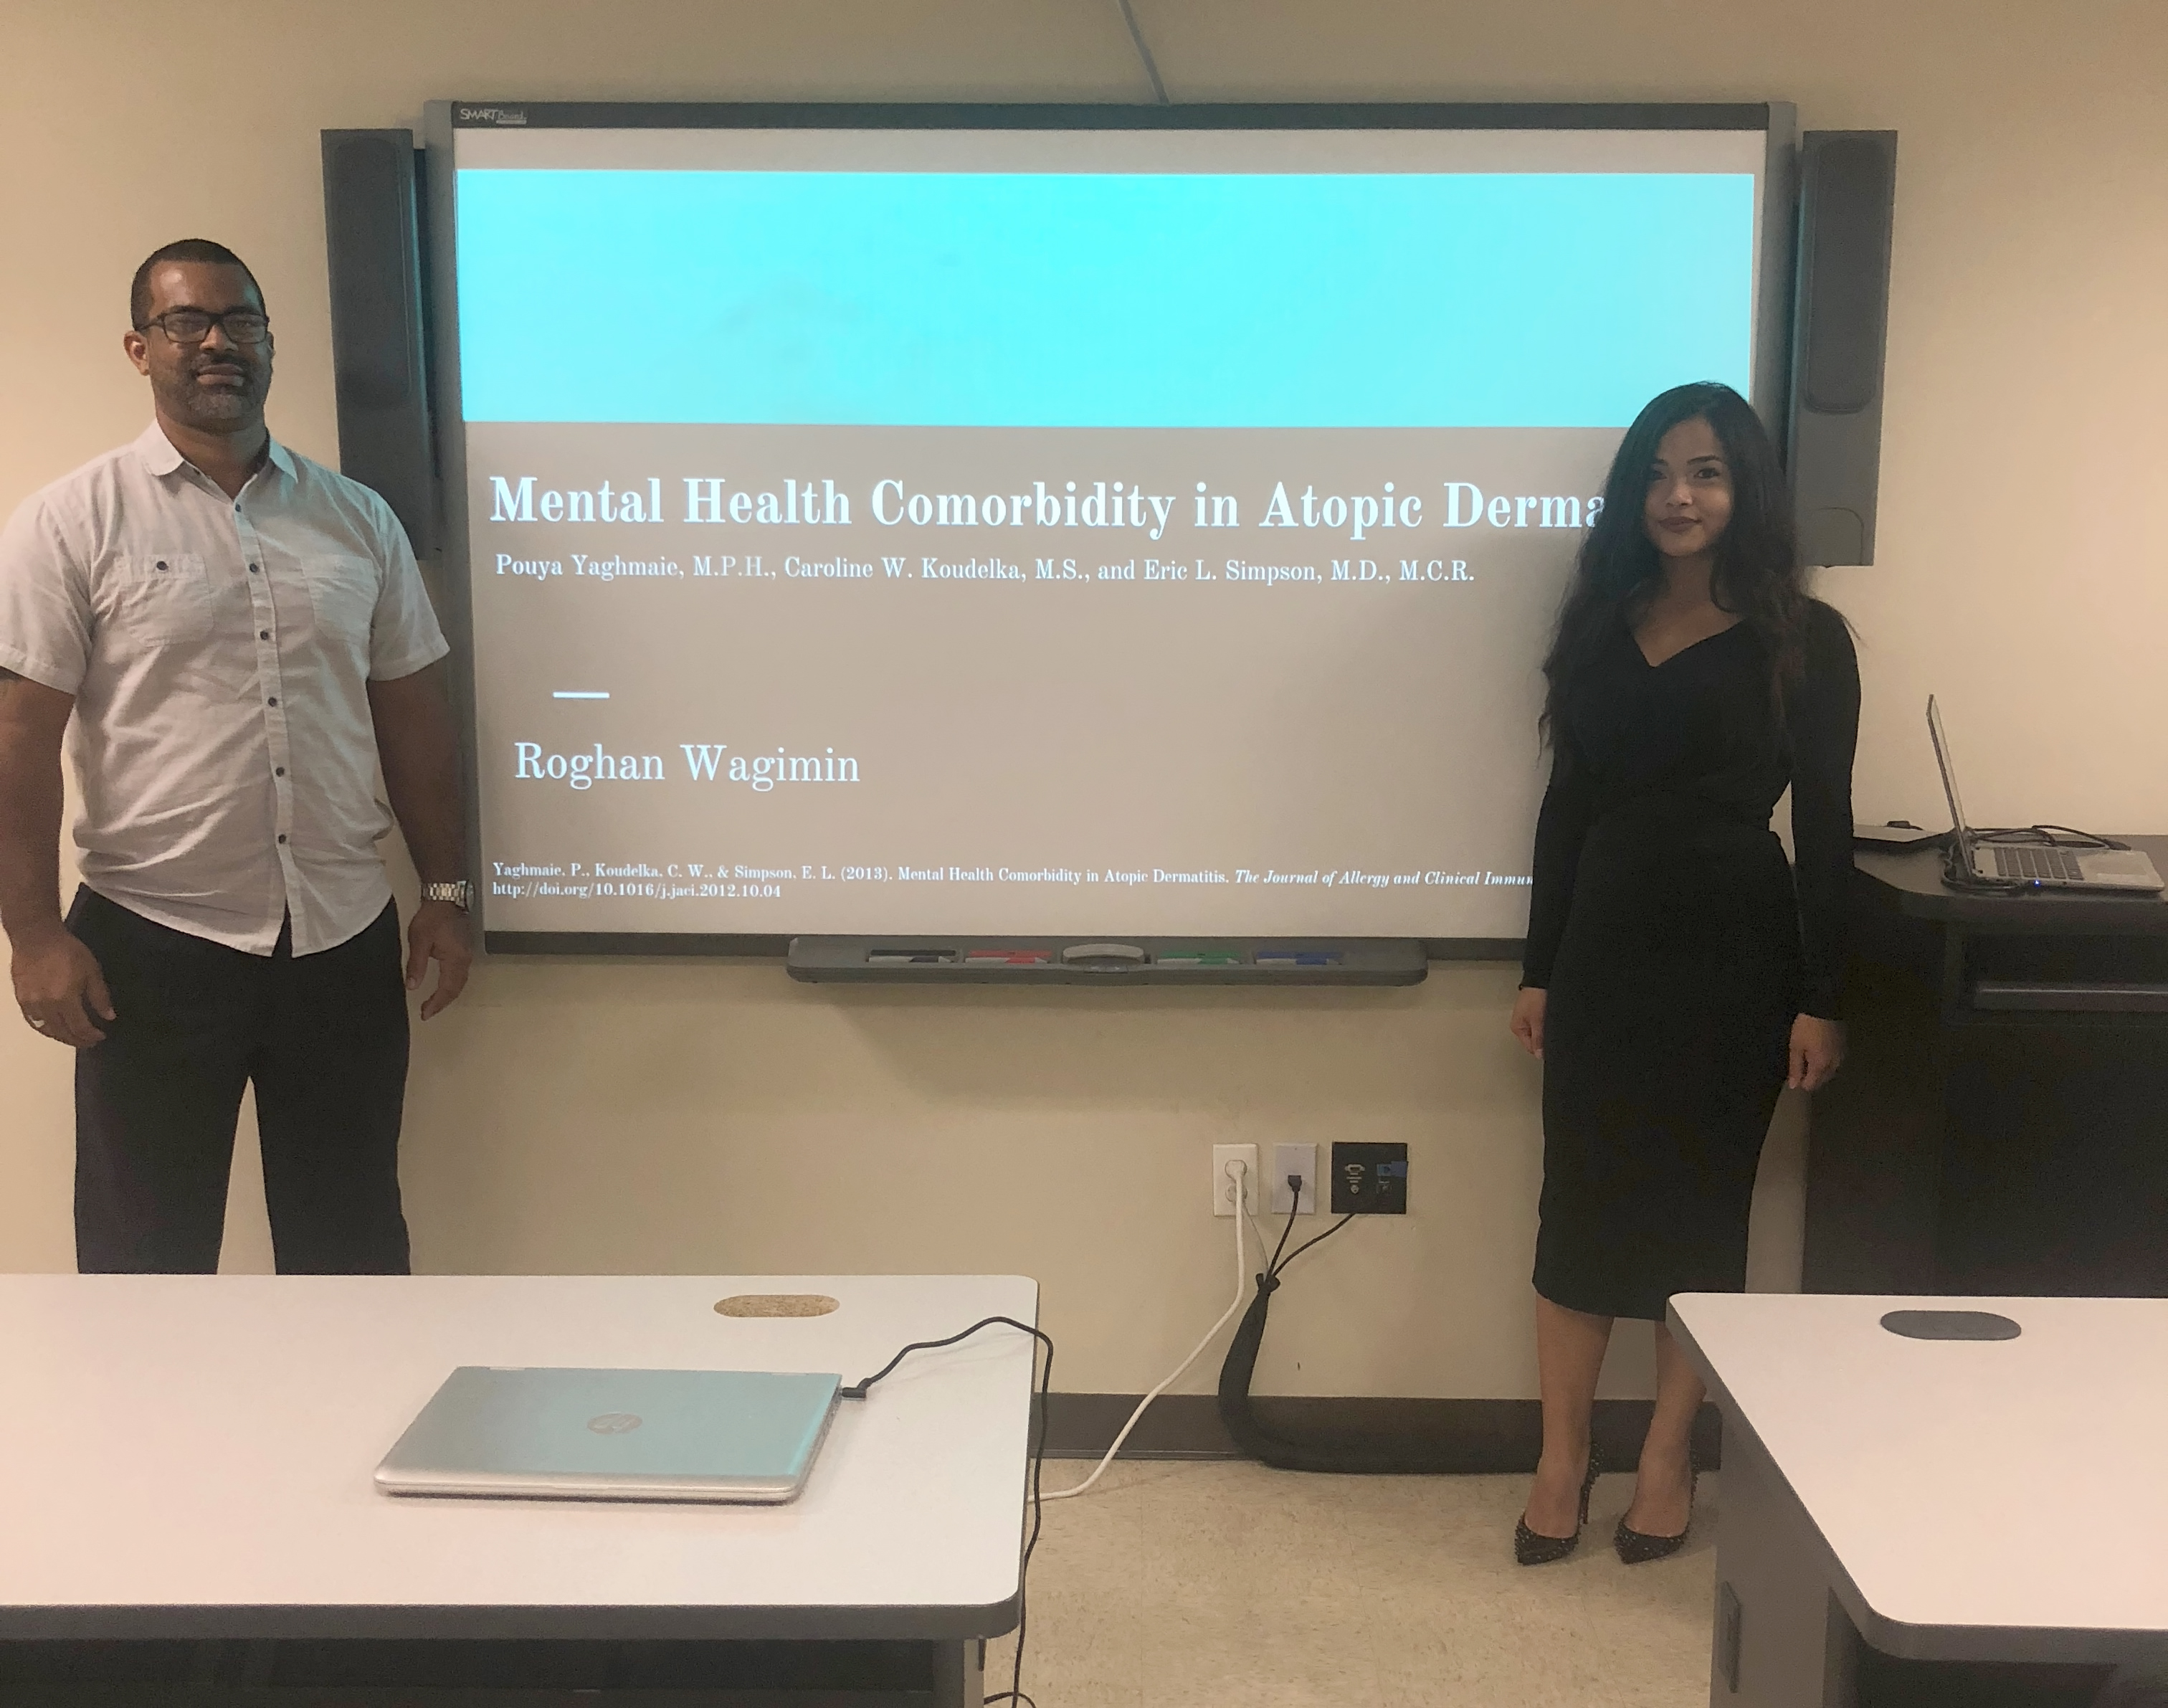 SMART Board
Mental Health Comorbidity in Atopic Derma
Pouya Yaghmaie, M.P.H., Caroline W. Koudelka, M.S., and Eric L. Simpson, M.D., M.C.R.
Roghan Wagimin
Yaghmaie, P., Koudelka, C. W., & Simpson, E. L. (2013). Mental Health Comorbidity in Atopic Dermatitis. The Journal of Allergy and Clinical Immun
http://doi.org/10.1016/j.jaci.2012.10.04
hp